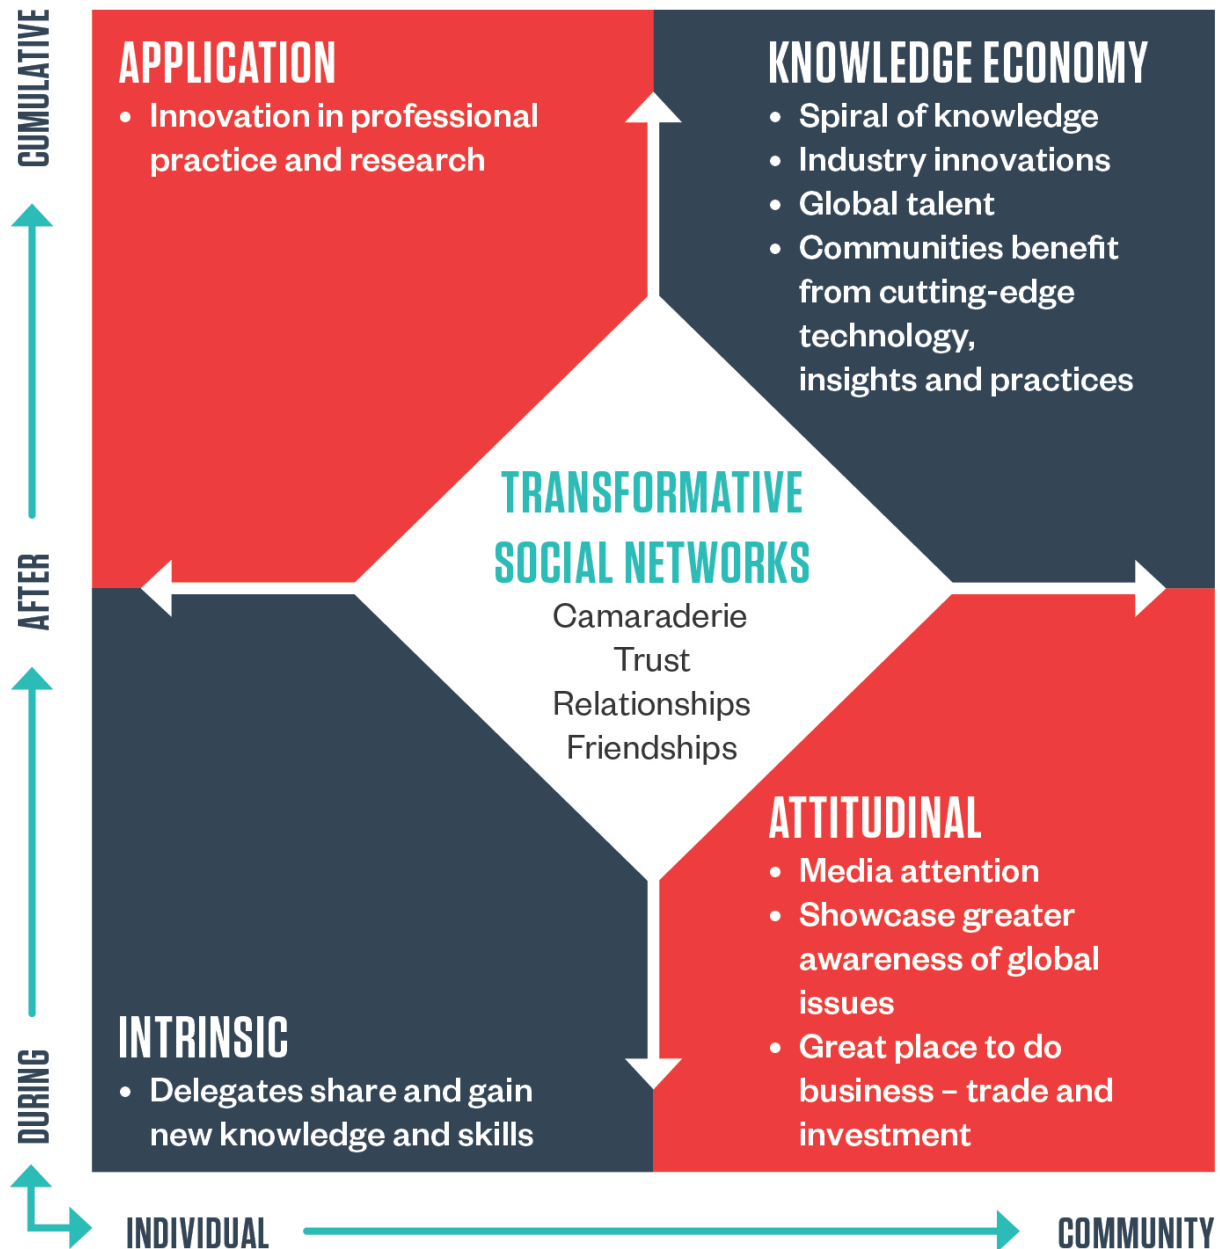 CUMULATIVE
AFTER
DURING
APPLICATION
• Innovation in professional
practice and research
KNOWLEDGE ECONOMY
• Spiral of knowledge
• Industry innovations
• Global talent
• Communities benefit
from cutting-edge
technology,
insights and practices
TRANSFORMATIVE
SOCIAL NETWORKS
Camaraderie
Trust
Relationships
Friendships
INTRINSIC
• Delegates share and gain
new knowledge and skills
ATTITUDINAL
• Media attention
• Showcase greater
awareness of global
issues
• Great place to do
business – trade and
investment
INDIVIDUAL
COMMUNITY